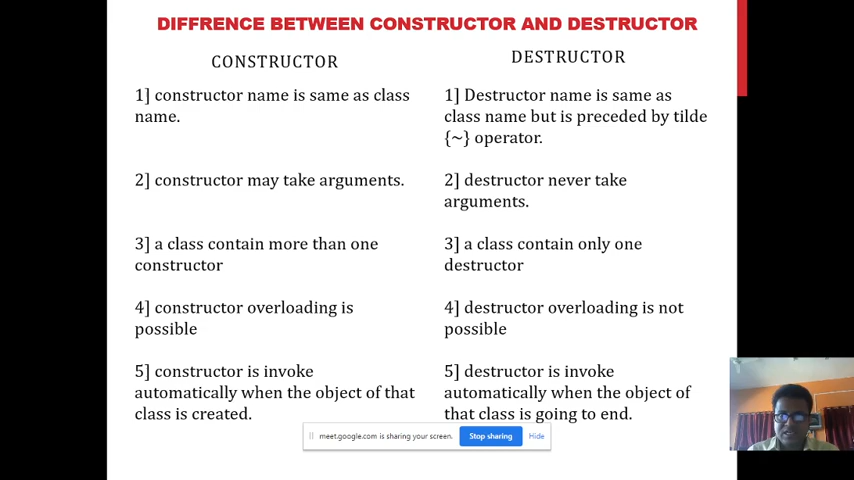 DIFFRENCE BETWEEN CONSTRUCTOR AND DESTRUCTOR
CONSTRUCTOR
1] constructor name is same as class
name.
2] constructor may take arguments.
3] a class contain more than one
constructor
4] constructor overloading is
possible
5] constructor is invoke
automatically when the object of that
class is created.
DESTRUCTOR
1] Destructor name is same as
class name but is preceded by tilde
{~} operator.
2] destructor never take
arguments.
3] a class contain only one
destructor
4] destructor overloading is not
possible
5] destructor is invoke
automatically when the object of
that class is going to end.
meet.google.com is sharing your screen. Stop sharing Hide